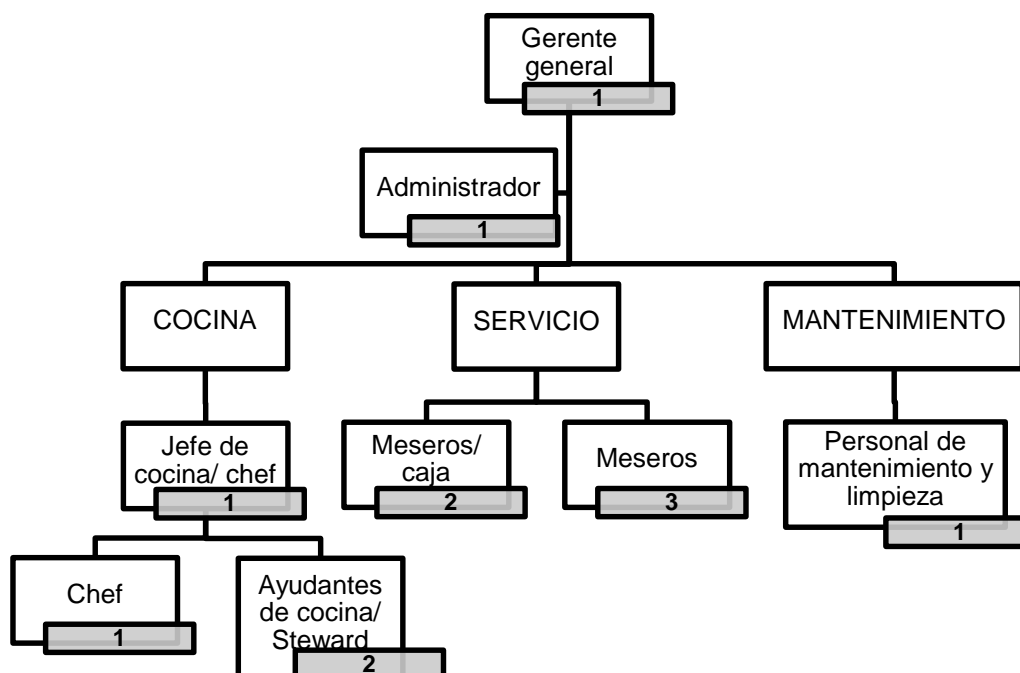 Gerente
general
1
Administrador
1
COCINA
SERVICIO
MANTENIMIENTO
Jefe de
cocina/ chef
1
Meseros/
caja
2
Meseros
3
Personal de
mantenimiento y
limpieza
1
Chef
1
Ayudantes
de cocina/
Steward
2